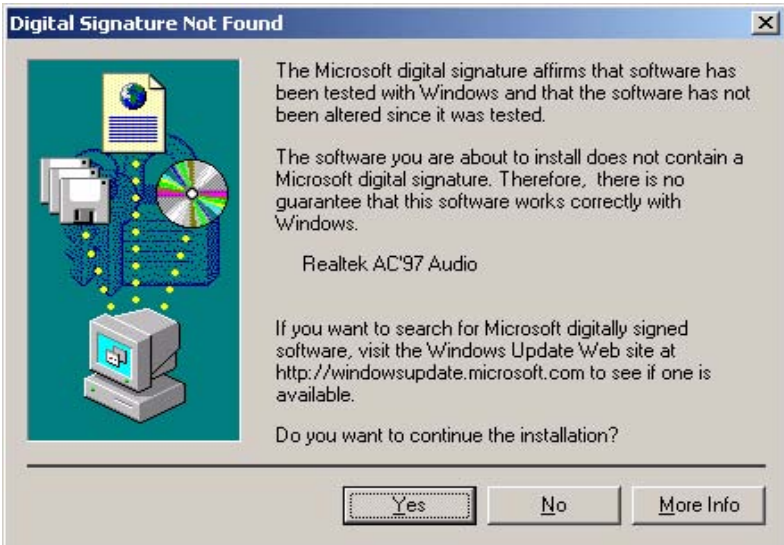 Digital Signature Not Found
The Microsoft digital signature affirms that software has
been tested with Windows and that the software has not
been altered since it was tested.
The software you are about to install does not contain a
Microsoft digital signature. Therefore,  there is no
guarantee that this software works correctly with
Windows.
Realtek AC'97 Audio
If you want to search for Microsoft digitally signed
software, visit the Windows Update Web site at
http://windowsupdate.microsoft.com to see if one is
available.
Do you want to continue the installation?
Yes No More Info